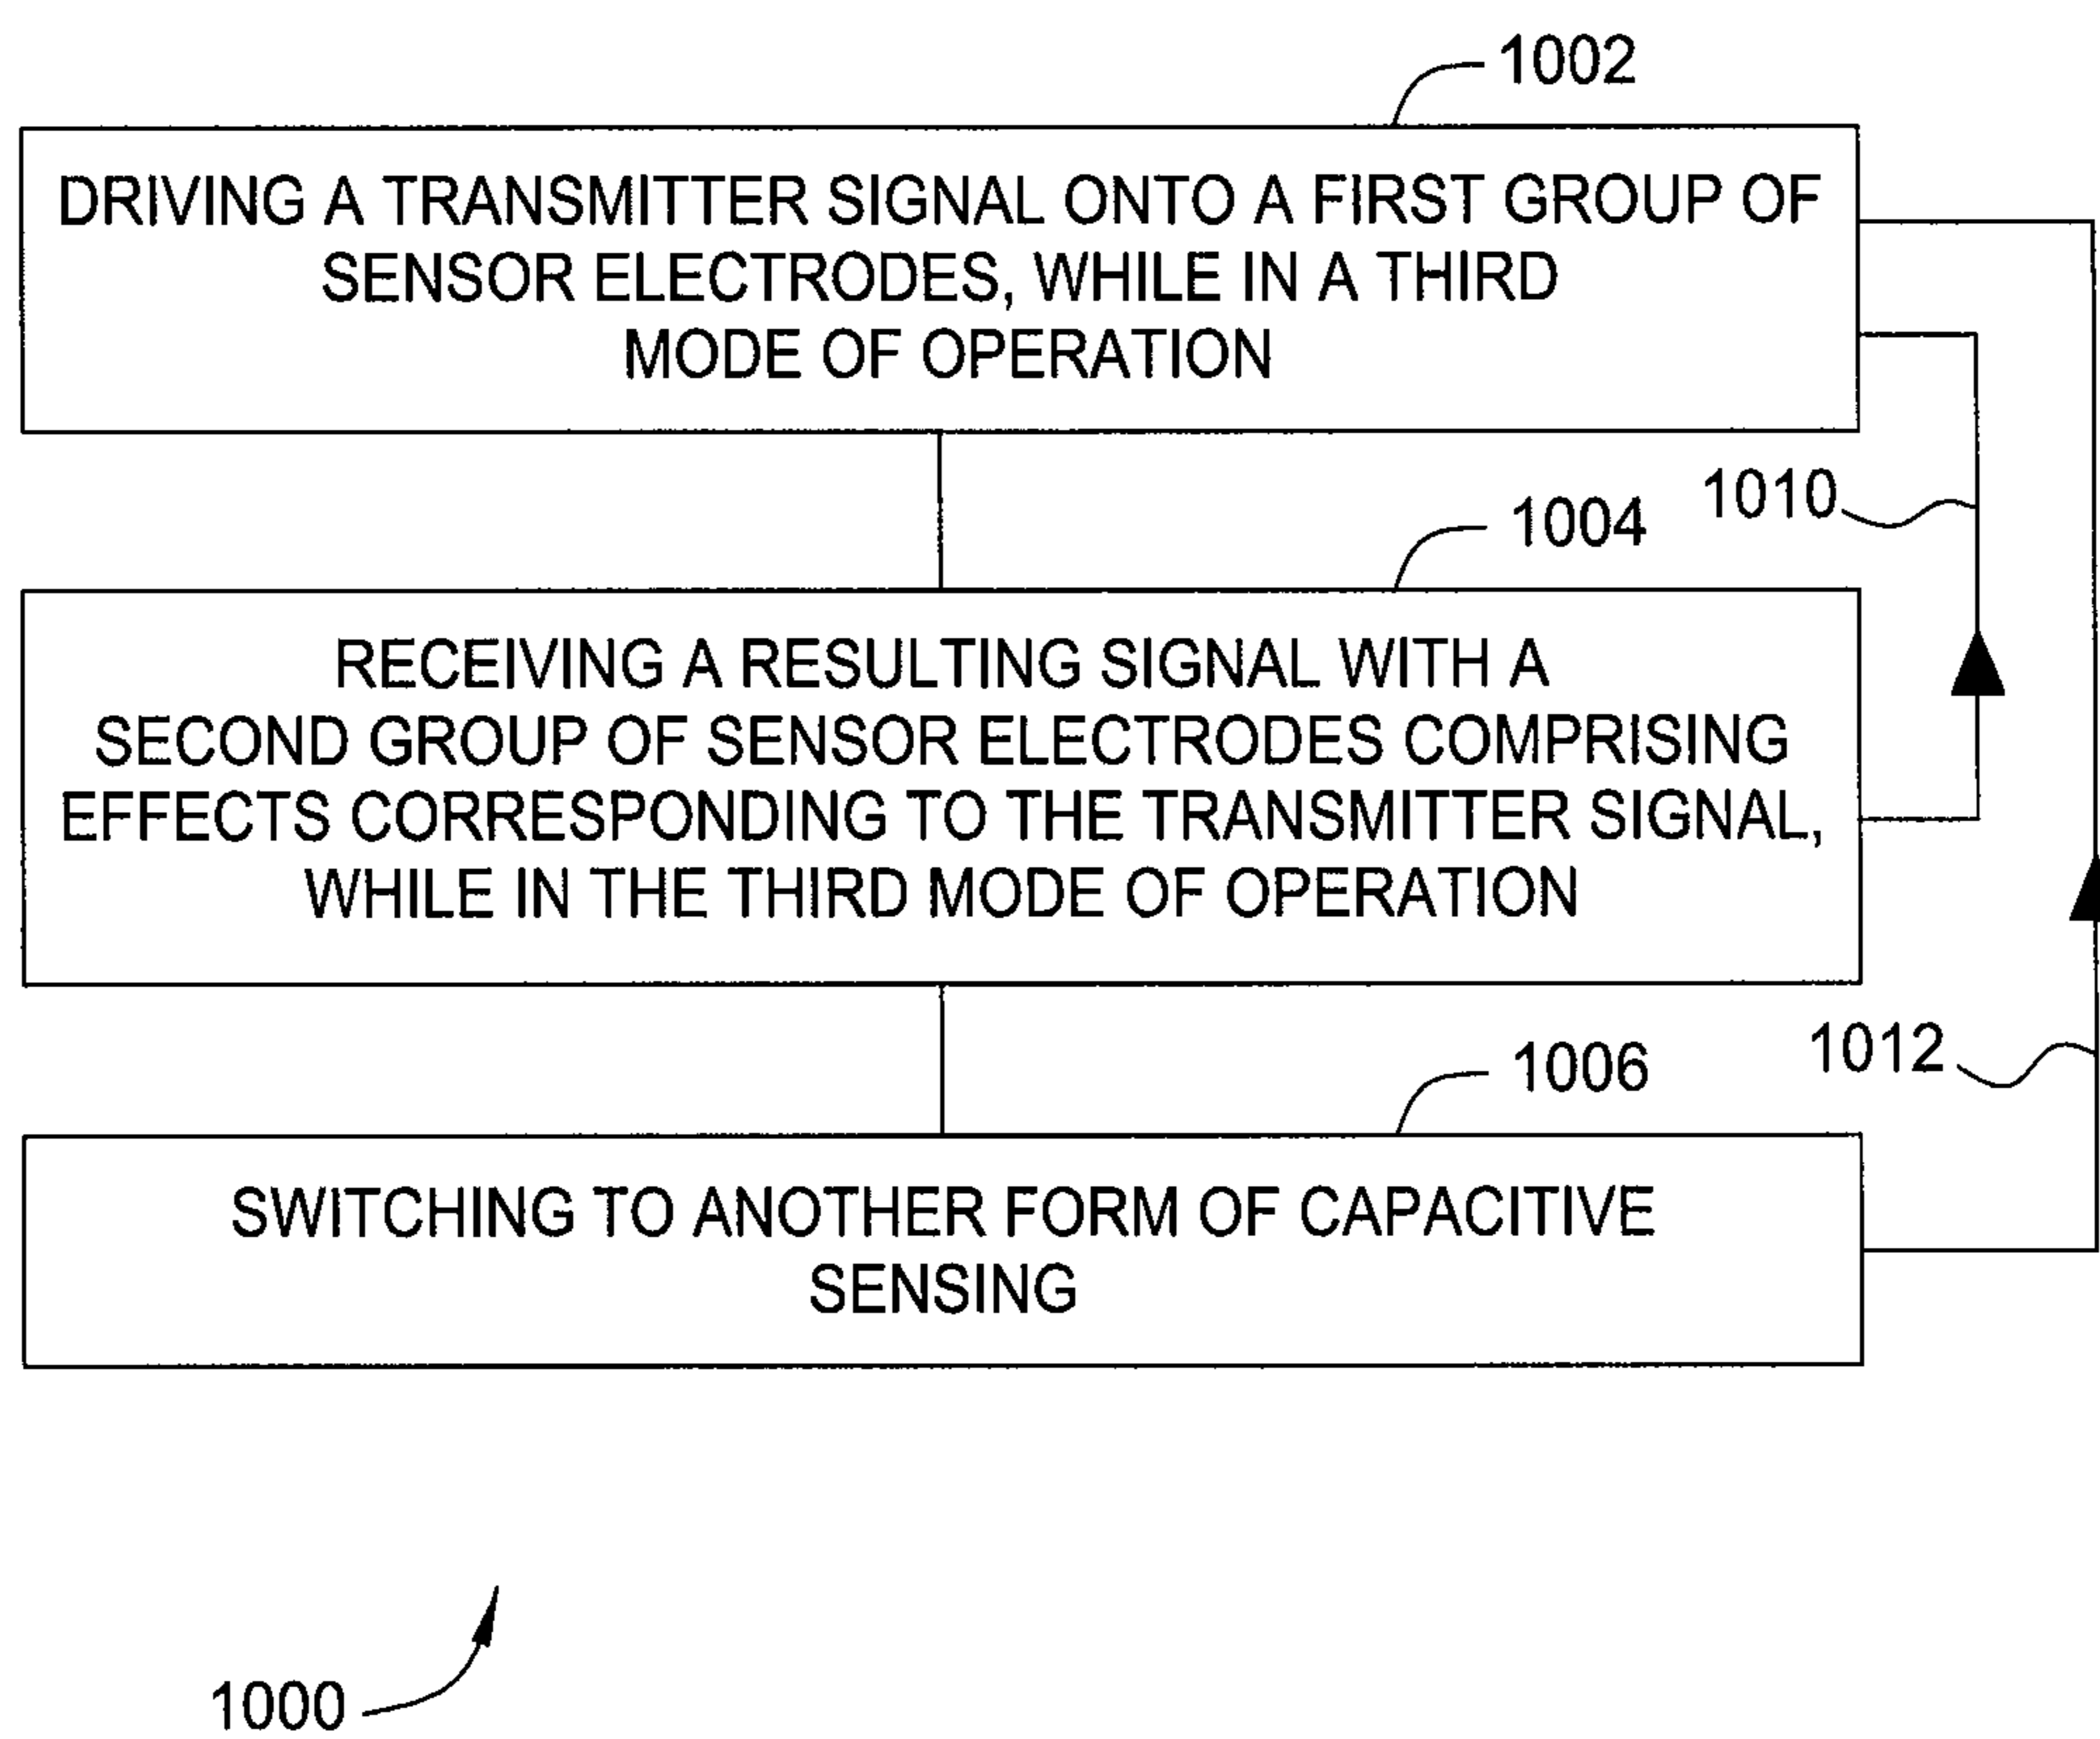 1002
DRIVING A TRANSMITTER SIGNAL ONTO A FIRST GROUP OF
SENSOR ELECTRODES, WHILE IN A THIRD
MODE OF OPERATION
1010
1004
RECEIVING A RESULTING SIGNAL WITH A
SECOND GROUP OF SENSOR ELECTRODES COMPRISING
EFFECTS CORRESPONDING TO THE TRANSMITTER SIGNAL,
WHILE IN THE THIRD MODE OF OPERATION
1012
1006
SWITCHING TO ANOTHER FORM OF CAPACITIVE
SENSING
1000